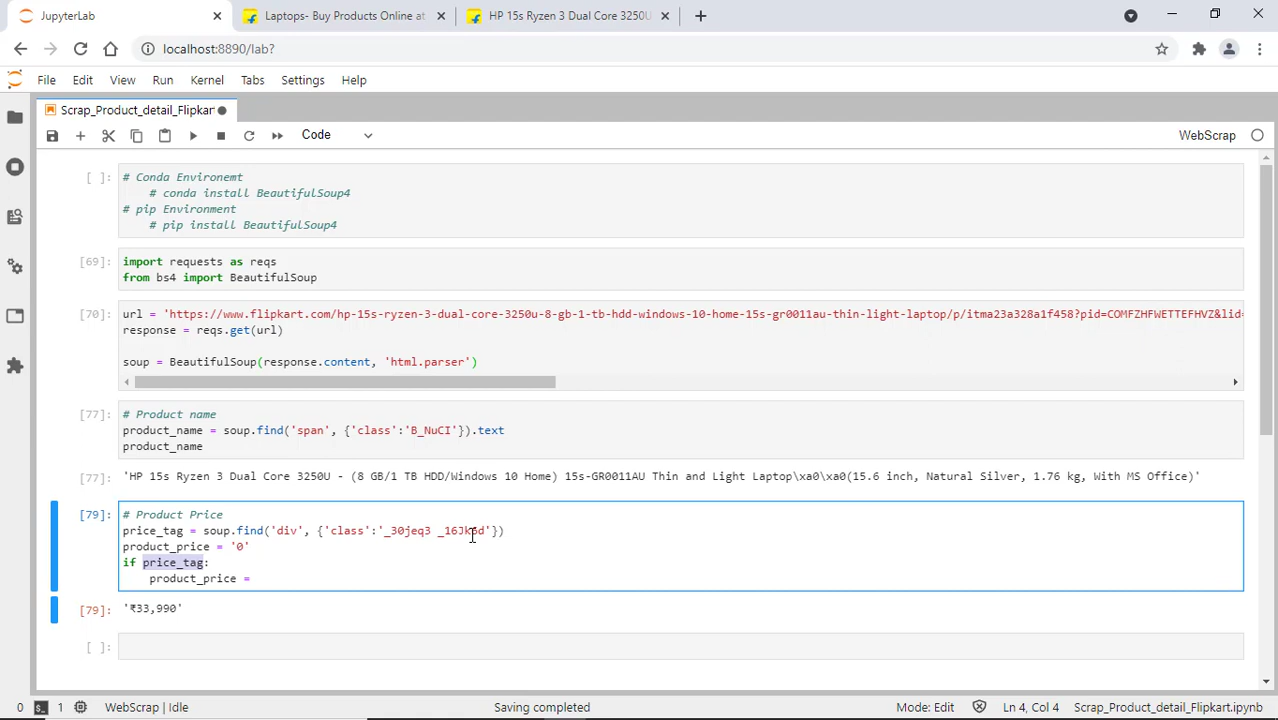 JupyterLab
Laptops- Buy Products Online at
HP 15s Ryzen 3 Dual Core 3250U
localhost:8890/lab?
File Edit View Run Kernel Tabs Settings Help
Scrap_Product_detail_Flipkart
Code
WebScrap
[ ]:
# Conda Environemt
# conda install BeautifulSoup4
# pip Environment
# pip install BeautifulSoup4
[69]:
import requests as reqs
from bs4 import BeautifulSoup
[70]:
url = 'https://www.flipkart.com/hp-15s-ryzen-3-dual-core-3250u-8-gb-1-tb-hdd-windows-10-home-15s-gr0011au-thin-light-laptop/p/itma23a328a1f458?pid=COMFZHFWETTEFHVZ&lid=
response = reqs.get(url)
soup = BeautifulSoup(response.content, 'html.parser')
[77]:
# Product name
product_name = soup.find('span', {'class':'B_NuCI'}).text
product_name
[77]:
'HP 15s Ryzen 3 Dual Core 3250U - (8 GB/1 TB HDD/Windows 10 Home) 15s-GR0011AU Thin and Light Laptop\xa0\xa0(15.6 inch, Natural Silver, 1.76 kg, With MS Office)'
[79]:
# Product Price
price_tag = soup.find('div', {'class':'_30jeq3 _16Jk6d'})
product_price = '0'
if price_tag:
product_price =
[79]:
'₹33,990'
[ ]:
0
1
WebScrap | Idle
Saving completed
Mode: Edit
Ln 4, Col 4
Scrap_Product_detail_Flipkart.ipynb